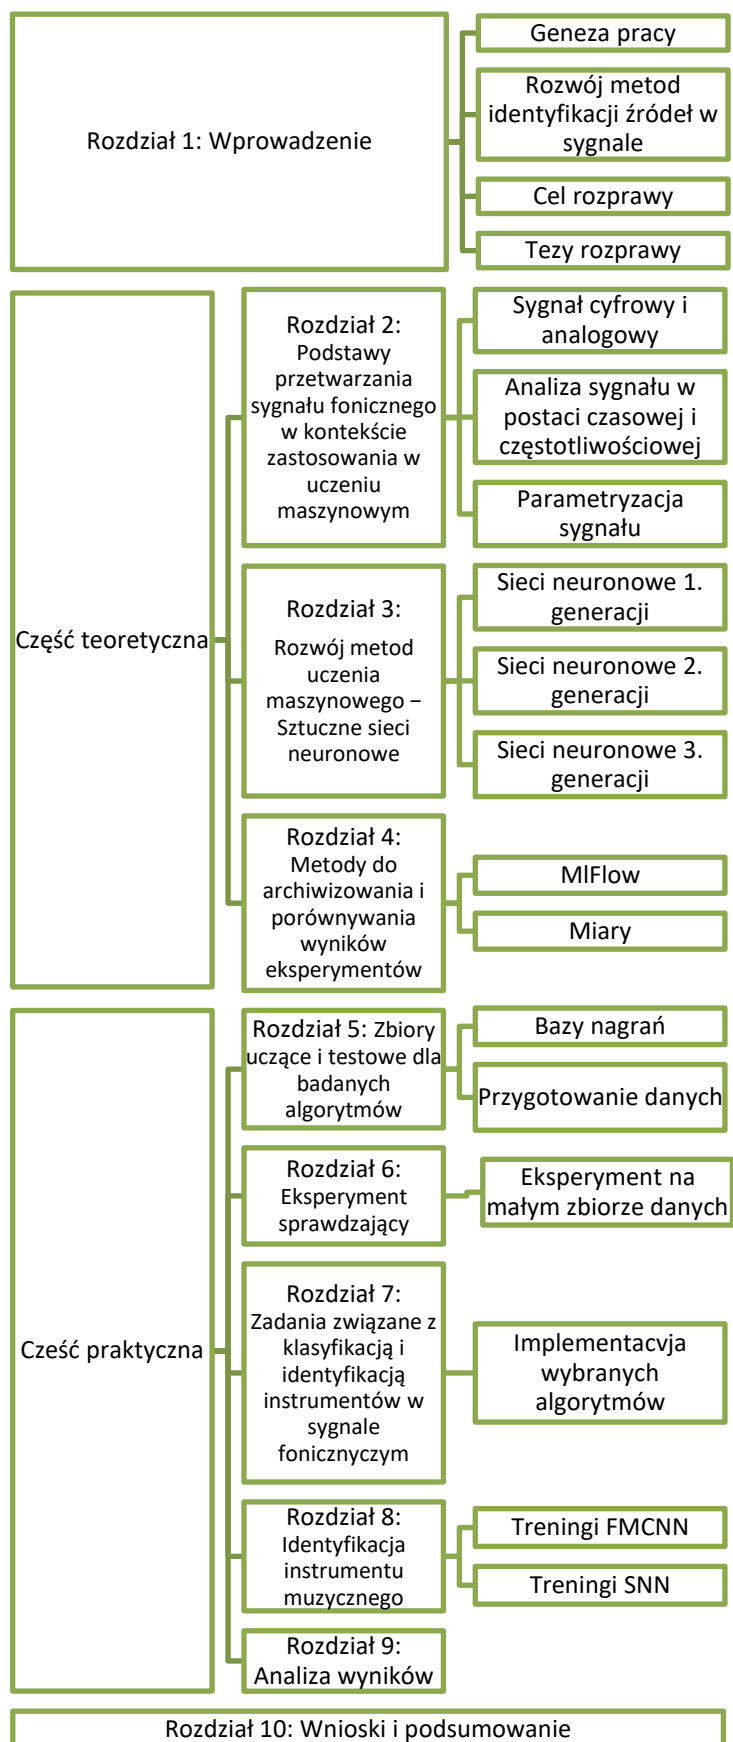 Rozdział 1: Wprowadzenie
Geneza pracy
Rozwój metod
identyfikacji źródeł w
sygnale
Cel rozprawy
Tezy rozprawy
Część teoretyczna
Rozdział 2:
Podstawy
przetwarzania
sygnału fonicznego
w kontekście
zastosowania w
uczeniu
maszynowym
Sygnał cyfrowy i
analogowy
Analiza sygnału w
postaci czasowej i
częstotliwościowej
Parametryzacja
sygnału
Rozdział 3:
Rozwój metod
uczenia
maszynowego –
Sztuczne sieci
neuronowe
Sieci neuronowe 1.
generacji
Sieci neuronowe 2.
generacji
Sieci neuronowe 3.
generacji
Rozdział 4:
Metody do
archiwizowania i
porównywania
wyników
eksperymentów
MlFlow
Miary
Cześć praktyczna
Rozdział 5: Zbiory
uczące i testowe dla
badanych
algorytmów
Bazy nagrań
Przygotowanie danych
Rozdział 6:
Eksperyment
sprawdzający
Eksperyment na
małym zbiorze danych
Rozdział 7:
Zadania związane z
klasyfikacją i
identyfikacją
instrumentów w
sygnale
fonicznyczym
Implementacvja
wybranych
algorytmów
Rozdział 8:
Identyfikacja
instrumentu
muzycznego
Treningi FMCNN
Treningi SNN
Rozdział 9:
Analiza wyników
Rozdział 10: Wnioski i podsumowanie